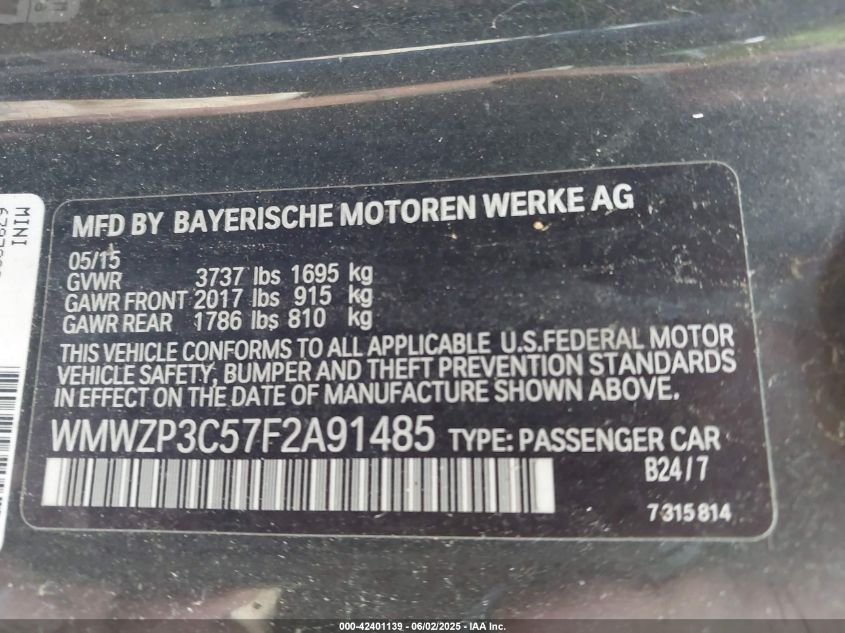 MINI
MFD BY BAYERISCHE MOTOREN WERKE AG
05/15
GVWR 3737 lbs 1695 kg
GAWR FRONT 2017 lbs 915 kg
GAWR REAR 1786 lbs 810 kg
THIS VEHICLE CONFORMS TO ALL APPLICABLE U.S.FEDERAL MOTOR
VEHICLE SAFETY, BUMPER AND THEFT PREVENTION STANDARDS
IN EFFECT ON THE DATE OF MANUFACTURE SHOWN ABOVE.
WMWZP3C57F2A91485 TYPE: PASSENGER CAR
B24/7
7 315 814
000-42401139 - 06/02/2025 - IAA Inc.